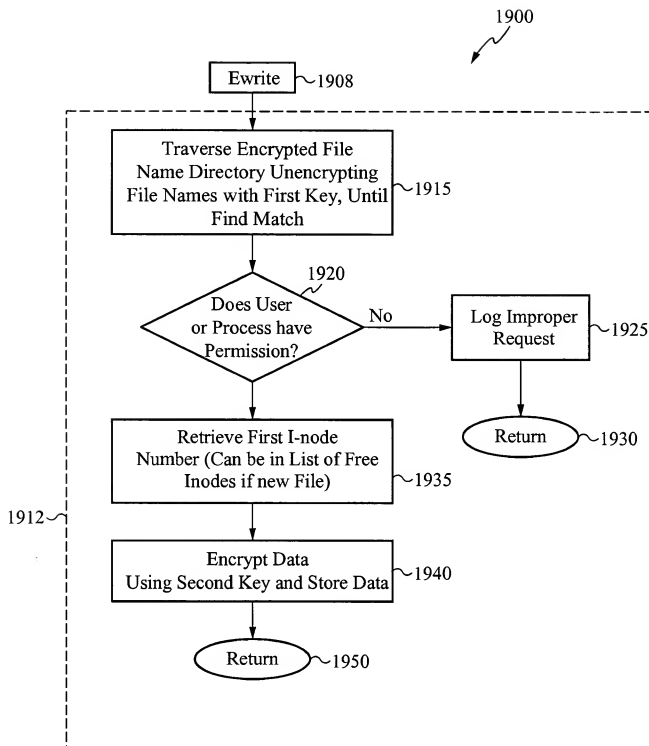 1900
Ewrite
1908
Traverse Encrypted File
Name Directory Unencrypting
File Names with First Key, Until
Find Match
1915
1920
Does User
or Process have
Permission?
No
Log Improper
Request
1925
Return
1930
Retrieve First I-node
Number (Can be in List of Free
Inodes if new File)
1935
1912
Encrypt Data
Using Second Key and Store Data
1940
Return
1950